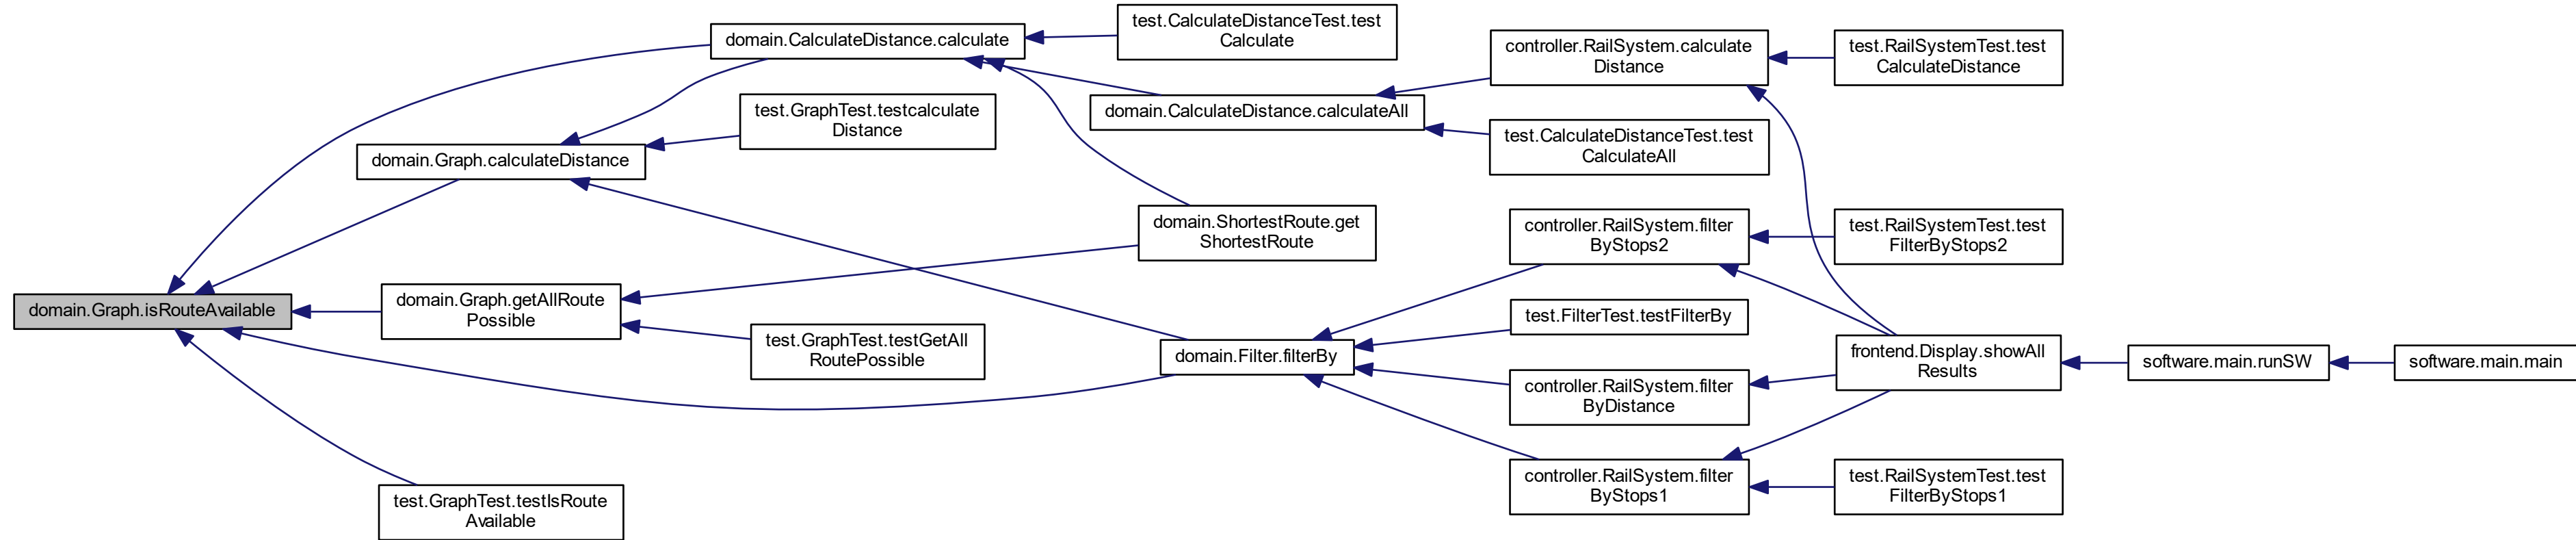 domain.Graph.isRouteAvailable
domain.CalculateDistance.calculate
domain.Graph.calculateDistance
test.GraphTest.testcalculate
Distance
domain.Graph.getAllRoute
Possible
test.GraphTest.testGetAll
RoutePossible
test.GraphTest.testIsRoute
Available
test.CalculateDistanceTest.test
Calculate
domain.CalculateDistance.calculateAll
domain.ShortestRoute.get
ShortestRoute
domain.Filter.filterBy
controller.RailSystem.calculate
Distance
test.CalculateDistanceTest.test
CalculateAll
controller.RailSystem.filter
ByStops2
test.FilterTest.testFilterBy
controller.RailSystem.filter
ByDistance
controller.RailSystem.filter
ByStops1
test.RailSystemTest.test
CalculateDistance
test.RailSystemTest.test
FilterByStops2
frontend.Display.showAll
Results
test.RailSystemTest.test
FilterByStops1
software.main.runSW
software.main.main